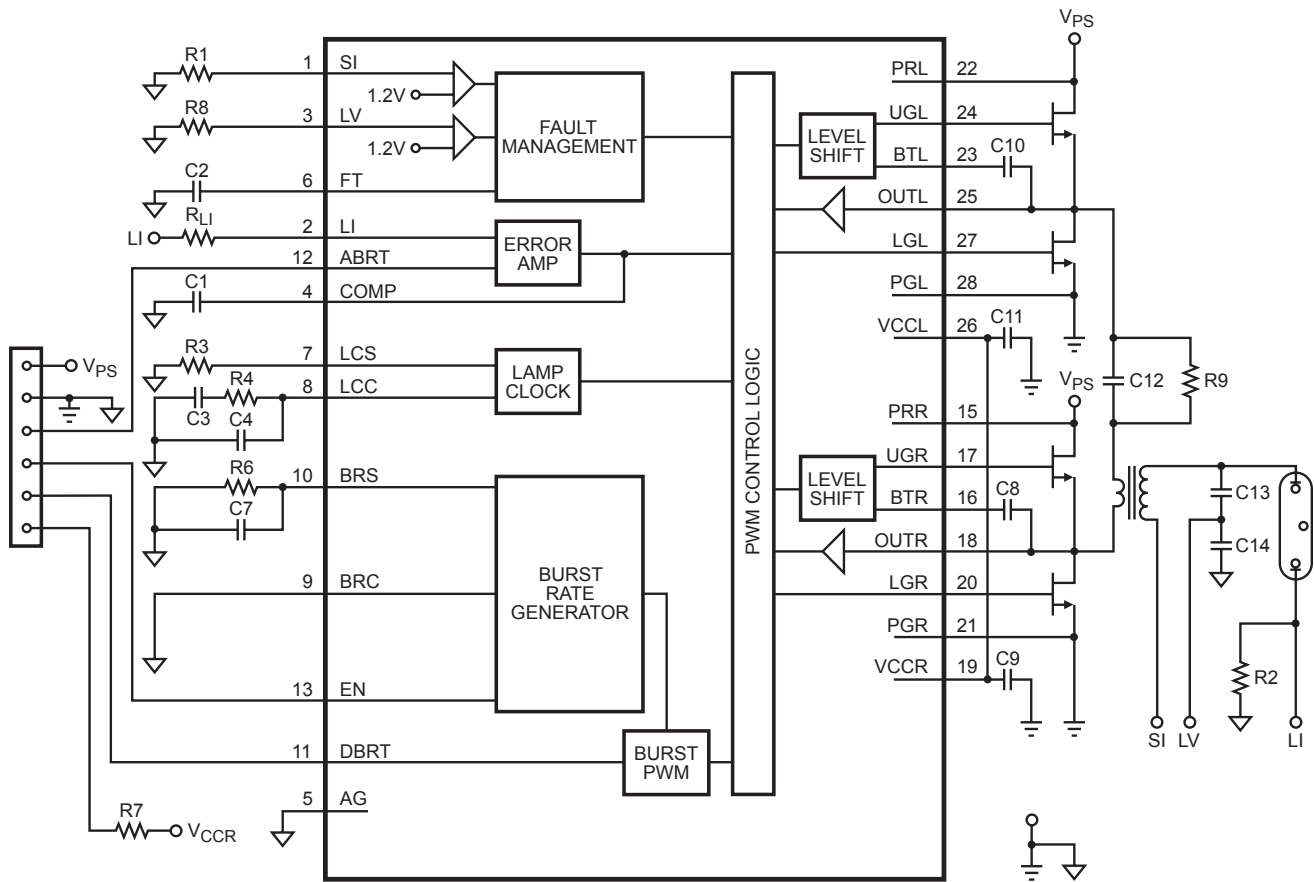 V_PS
R1
1
SI
1.2V
R8
3
LV
1.2V
FAULT
MANAGEMENT
C2
6
FT
R_LI
LI
2
LI
12
ABRT
ERROR
AMP
C1
4
COMP
V_PS
R3
7
LCS
LAMP
CLOCK
R4
8
LCC
C3
C4
R6
10
BRS
C7
9
BRC
BURST
RATE
GENERATOR
13
EN
11
DBRT
BURST
PWM
5
AG
R7
V_CCR
PWM CONTROL LOGIC
PRL
22
UGL
24
LEVEL
SHIFT
BTL
23
C10
OUTL
25
LGL
27
PGL
28
VCCL
26
C11
V_PS
C12
R9
PRR
15
UGR
17
LEVEL
SHIFT
BTR
16
C8
OUTR
18
LGR
20
PGR
21
VCCR
19
C9
C13
C14
R2
SI
LV
LI